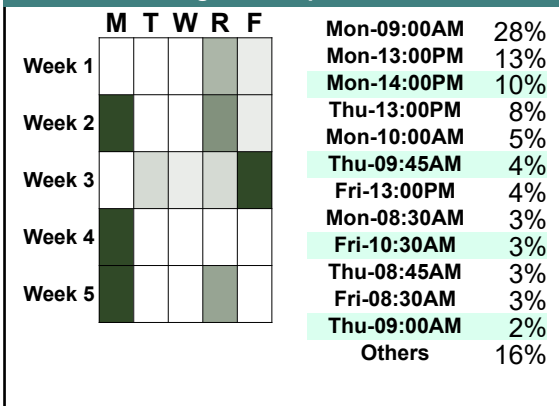 M T W R F
Week 1
Week 2
Week 3
Week 4
Week 5
Mon-09:00AM 28%
Mon-13:00PM 13%
Mon-14:00PM 10%
Thu-13:00PM 8%
Mon-10:00AM 5%
Thu-09:45AM 4%
Fri-13:00PM 4%
Mon-08:30AM 3%
Fri-10:30AM 3%
Thu-08:45AM 3%
Fri-08:30AM 3%
Thu-09:00AM 2%
Others 16%